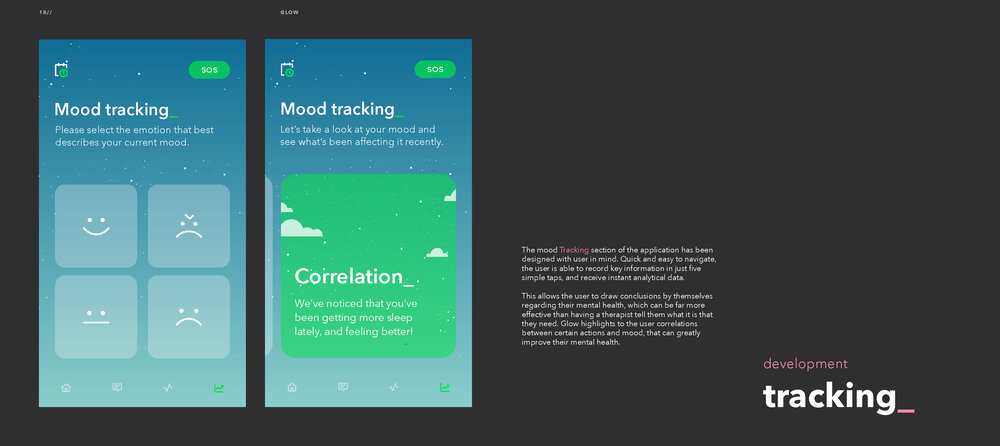 10//
GLOW
SOS
Mood tracking_
Please select the emotion that best
describes your current mood.
SOS
Mood tracking_
Let's take a look at your mood and
see what's been affecting it recently.
Correlation_
We've noticed that you've
been getting more sleep
lately, and feeling better!
The mood Tracking section of the application has been
designed with user in mind. Quick and easy to navigate,
the user is able to record key information in just five
simple taps, and receive instant analytical data.
This allows the user to draw conclusions by themselves
regarding their mental health, which can be far more
effective than having a therapist tell them what it is that
they need. Glow highlights to the user correlations
between certain actions and mood, that can greatly
improve their mental health.
development
tracking_